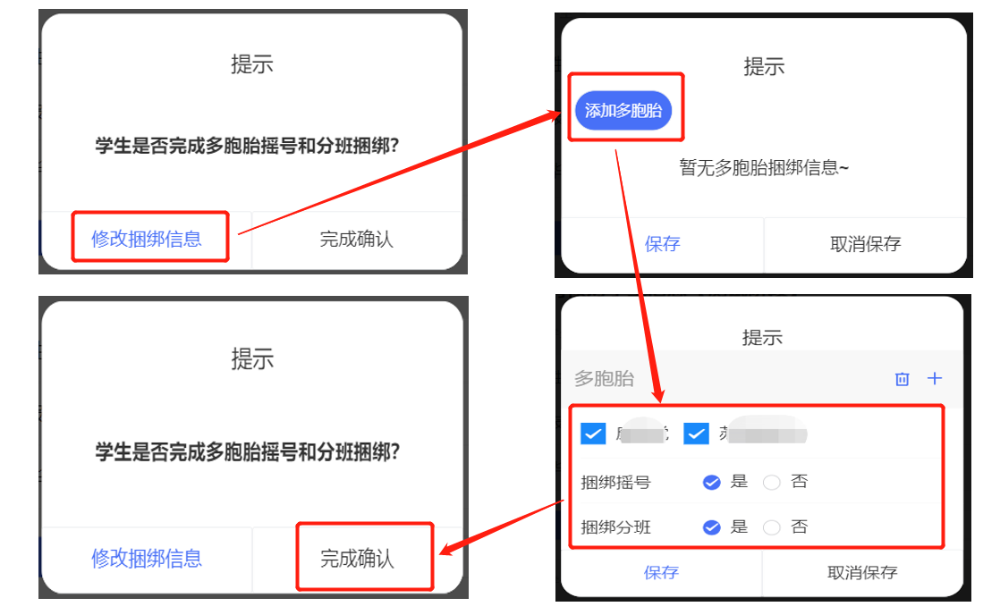 提示
学生是否完成多胞胎摇号和分班捆绑?
修改捆绑信息
完成确认
提示
添加多胞胎
暂无多胞胎捆绑信息~
保存
取消保存
提示
多胞胎
捆绑摇号
是
否
捆绑分班
是
否
保存
取消保存
提示
学生是否完成多胞胎摇号和分班捆绑?
修改捆绑信息
完成确认